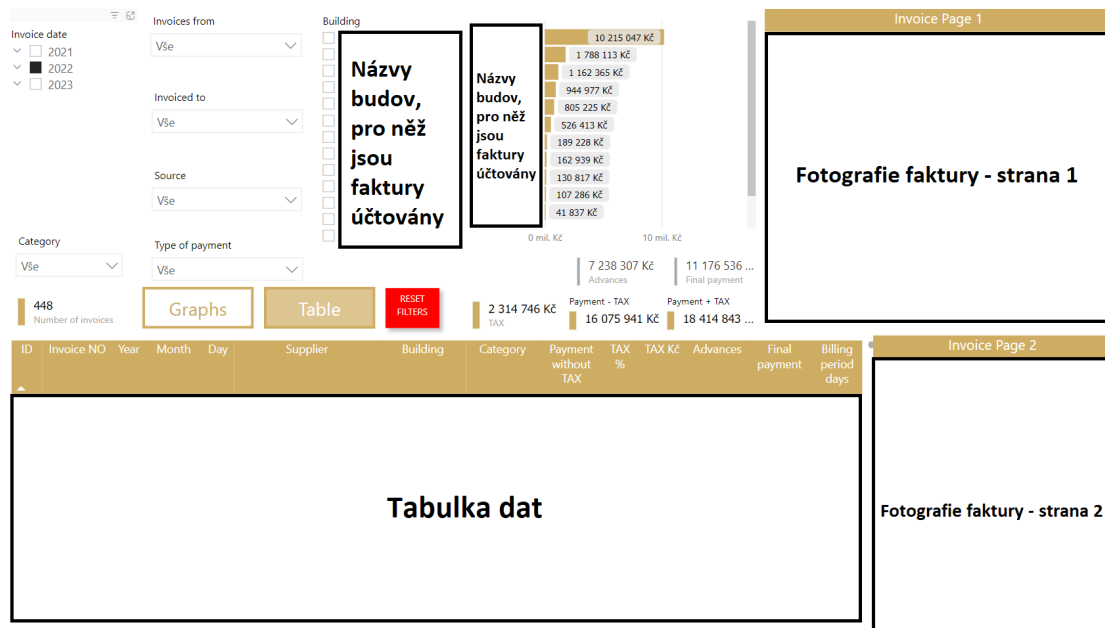 Invoice date
2021
2022
2023
Invoices from
Vše
Invoiced to
Vše
Source
Vše
Category
Vše
Type of payment
Vše
Building
Názvy
budov,
pro něž
jsou
faktury
účtovány
Názvy
budov,
pro něž
jsou
faktury
účtovány
10 215 047 Kč
1 788 113 Kč
1 162 365 Kč
944 977 Kč
805 225 Kč
526 413 Kč
189 228 Kč
162 939 Kč
130 817 Kč
107 286 Kč
41 837 Kč
0 mil. Kč
10 mil. Kč
7 238 307 Kč
Advances
11 176 536 ...
Final payment
448
Number of invoices
Graphs
Table
RESET
FILTERS
2 314 746 Kč
TAX
Payment - TAX
16 075 941 Kč
Payment + TAX
18 414 843 ...
Invoice Page 1
Fotografie faktury - strana 1
ID
Invoice NO
Year
Month
Day
Supplier
Building
Category
Payment
without
TAX
TAX
%
TAX Kč
Advances
Final
payment
Billing
period
days
Tabulka dat
Invoice Page 2
Fotografie faktury - strana 2